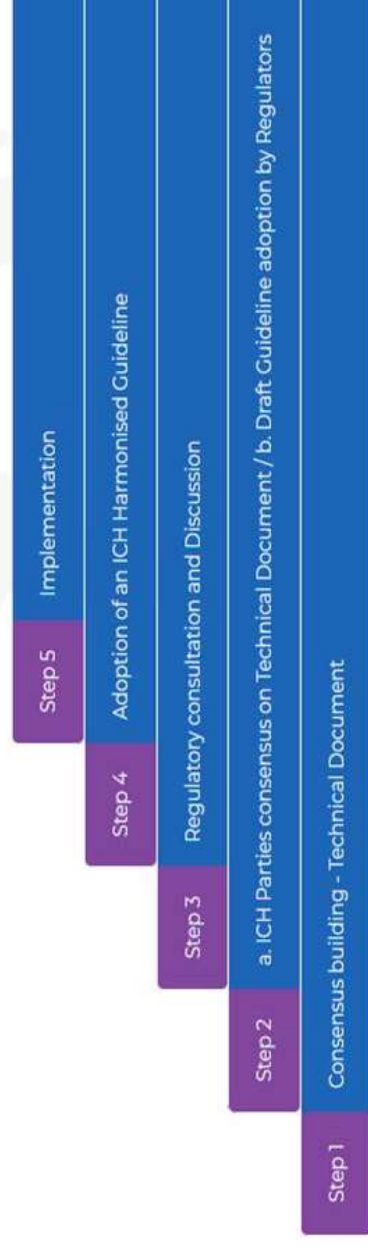 Step 5
Implementation
Step 4
Adoption of an ICH Harmonised Guideline
Step 3
Regulatory consultation and Discussion
Step 2
a. ICH Parties consensus on Technical Document / b. Draft Guideline adoption by Regulators
Step 1
Consensus building - Technical Document